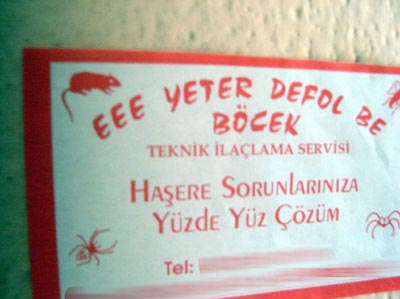 EEE YETER DEFOL BE
BÖCEK
TEKNİK İLAÇLAMA SERVİSİ
HAŞERE SORUNLARINIZA
YÜZDE YÜZ ÇÖZÜM
Tel: